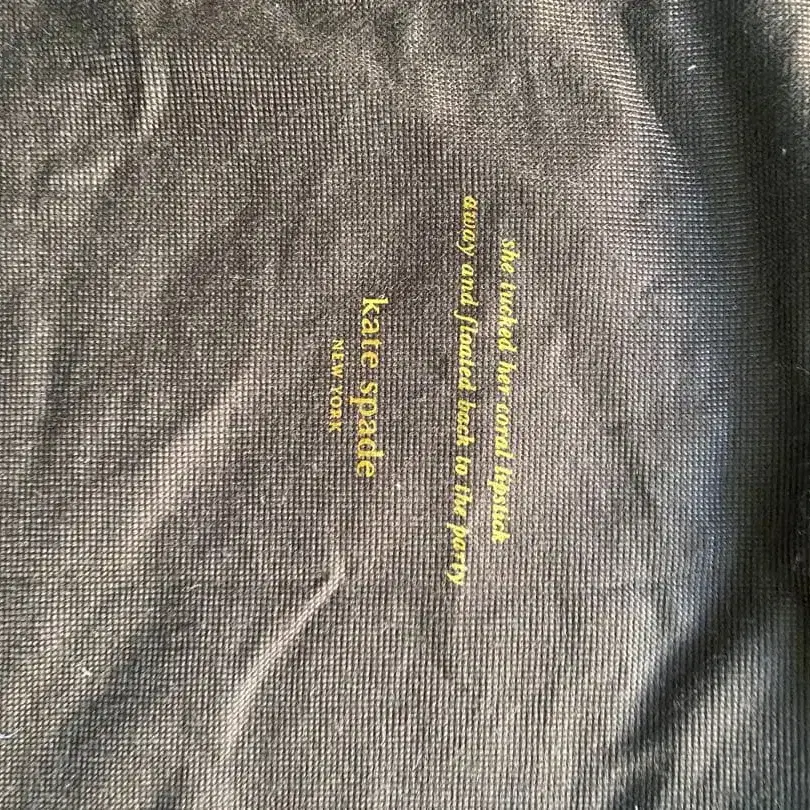 she tucked her coral lipstick
away and floated back to the party
kate spade
NEW YORK